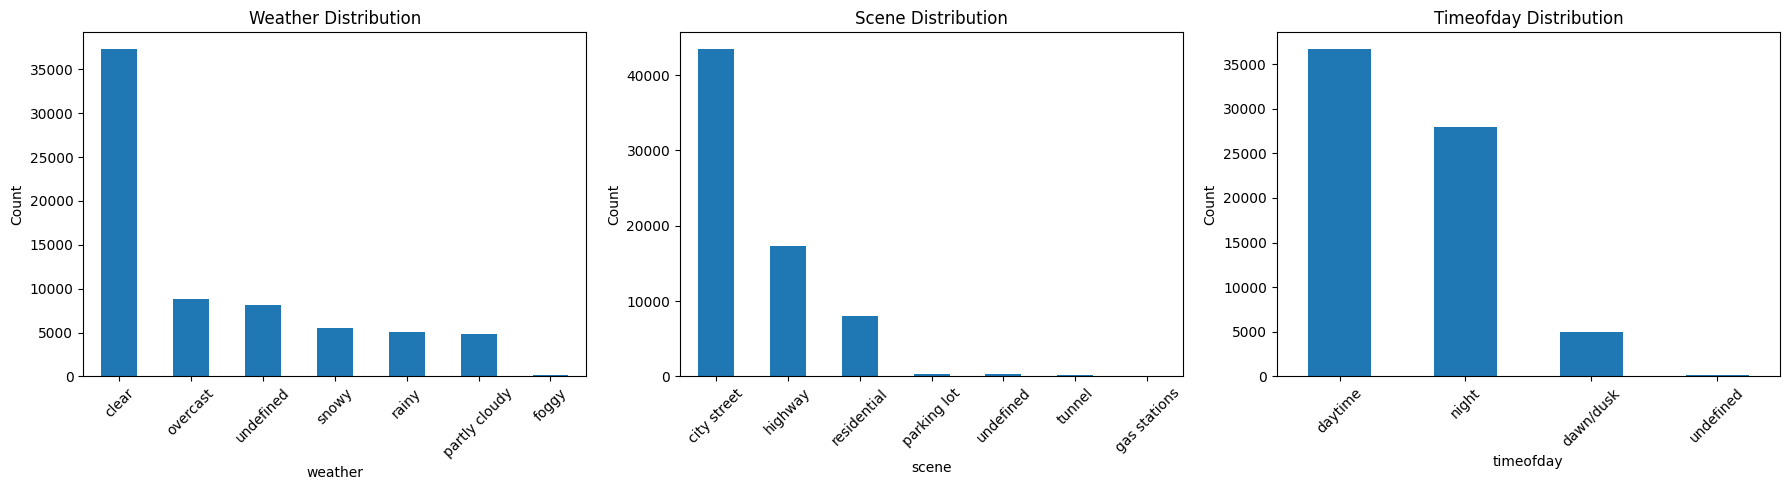 Weather Distribution
Count
35000
30000
25000
20000
15000
10000
5000
0
clear
overcast
undefined
snowy
rainy
partly cloudy
foggy
weather
Scene Distribution
Count
40000
30000
20000
10000
0
city street
highway
residential
parking lot
undefined
tunnel
gas stations
scene
Timeofday Distribution
Count
35000
30000
25000
20000
15000
10000
5000
0
daytime
night
dawn/dusk
undefined
timeofday